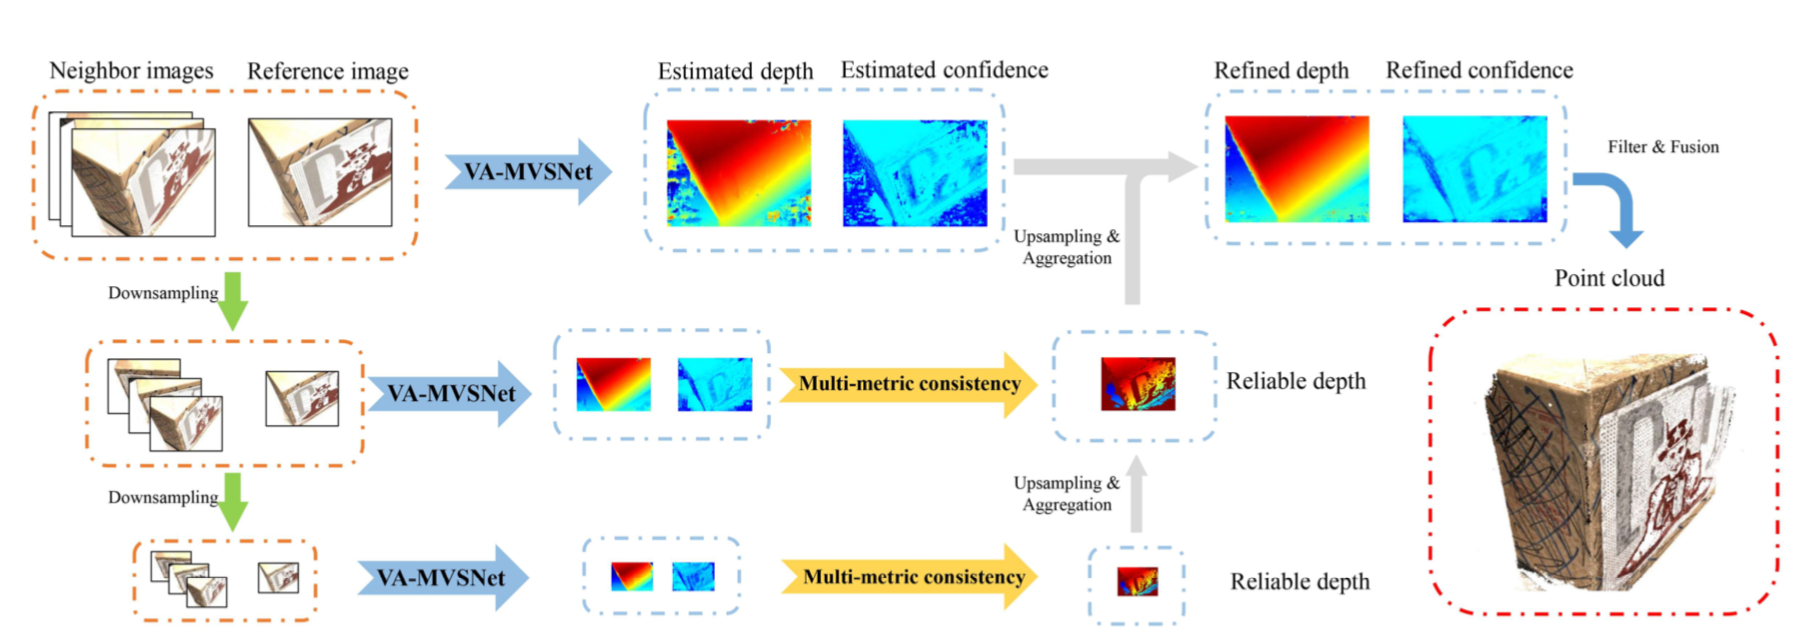 Neighbor images
Reference image
Estimated depth
Estimated confidence
Refined depth
Refined confidence
VA-MVSNet
Filter & Fusion
Upsampling &
Aggregation
Downsampling
Point cloud
VA-MVSNet
Multi-metric consistency
Reliable depth
Downsampling
Upsampling &
Aggregation
VA-MVSNet
Multi-metric consistency
Reliable depth